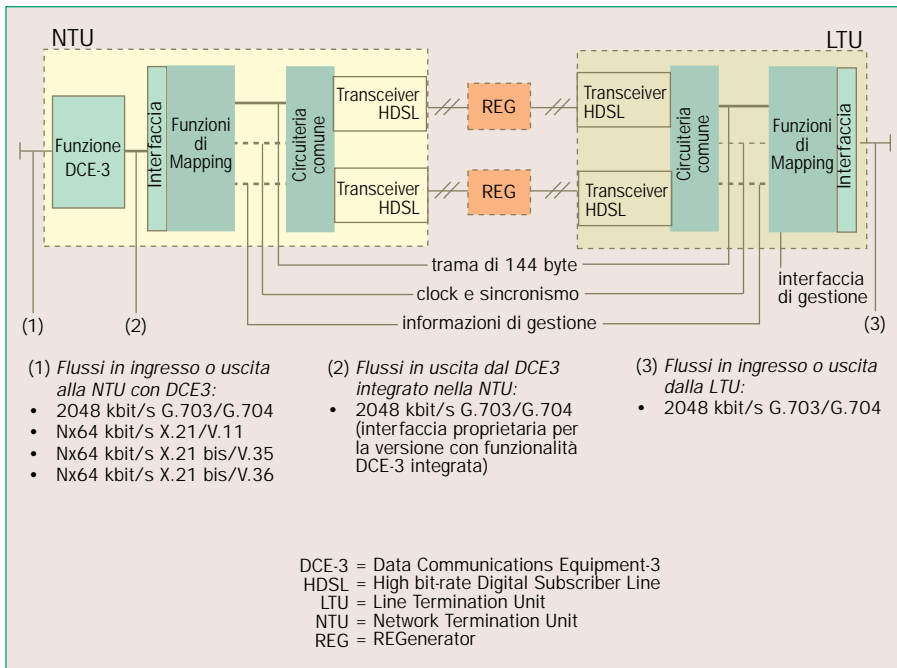 NTU
LTU
Funzione
DCE-3
Interfaccia
Funzioni
di
Mapping
Circuiteria
comune
Transceiver
HDSL
Transceiver
HDSL
REG
REG
Transceiver
HDSL
Transceiver
HDSL
Circuiteria
comune
Funzioni
di
Mapping
Interfaccia
trama di 144 byte
clock e sincronismo
informazioni di gestione
interfaccia
di gestione
(1)
(2)
(3)
(1) Flussi in ingresso o uscita
alla NTU con DCE3:
• 2048 kbit/s G.703/G.704
• Nx64 kbit/s X.21/V.11
• Nx64 kbit/s X.21 bis/V.35
• Nx64 kbit/s X.21 bis/V.36
(2) Flussi in uscita dal DCE3
integrato nella NTU:
• 2048 kbit/s G.703/G.704
(interfaccia proprietaria per
la versione con funzionalità
DCE-3 integrata)
(3) Flussi in ingresso o uscita
dalla LTU:
• 2048 kbit/s G.703/G.704
DCE-3 = Data Communications Equipment-3
HDSL = High bit-rate Digital Subscriber Line
LTU = Line Termination Unit
NTU = Network Termination Unit
REG = REGenerator